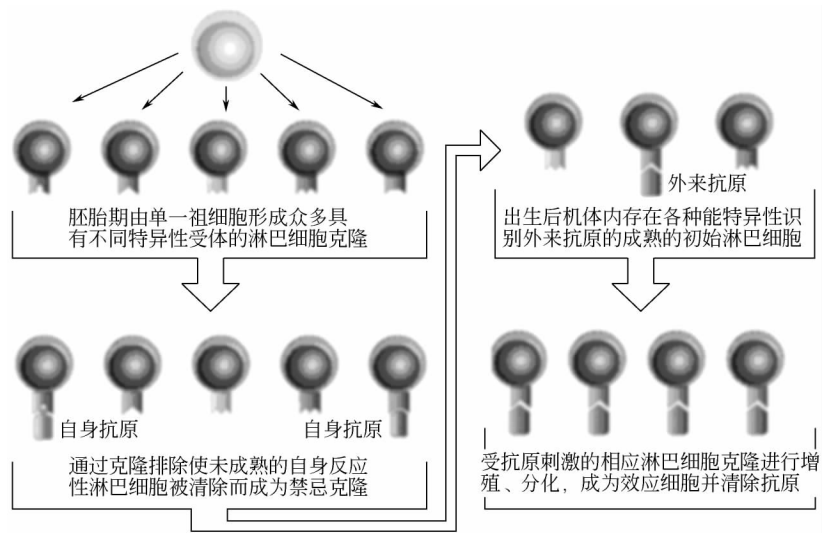 胚胎期由单一祖细胞形成众多具
有不同特异性受体的淋巴细胞克隆
自身抗原
自身抗原
通过克隆排除使未成熟的自身反应
性淋巴细胞被清除而成为禁忌克隆
外来抗原
出生后机体内存在各种能特异性识
别外来抗原的成熟的初始淋巴细胞
受抗原刺激的相应淋巴细胞克隆进行增
殖、分化，成为效应细胞并清除抗原